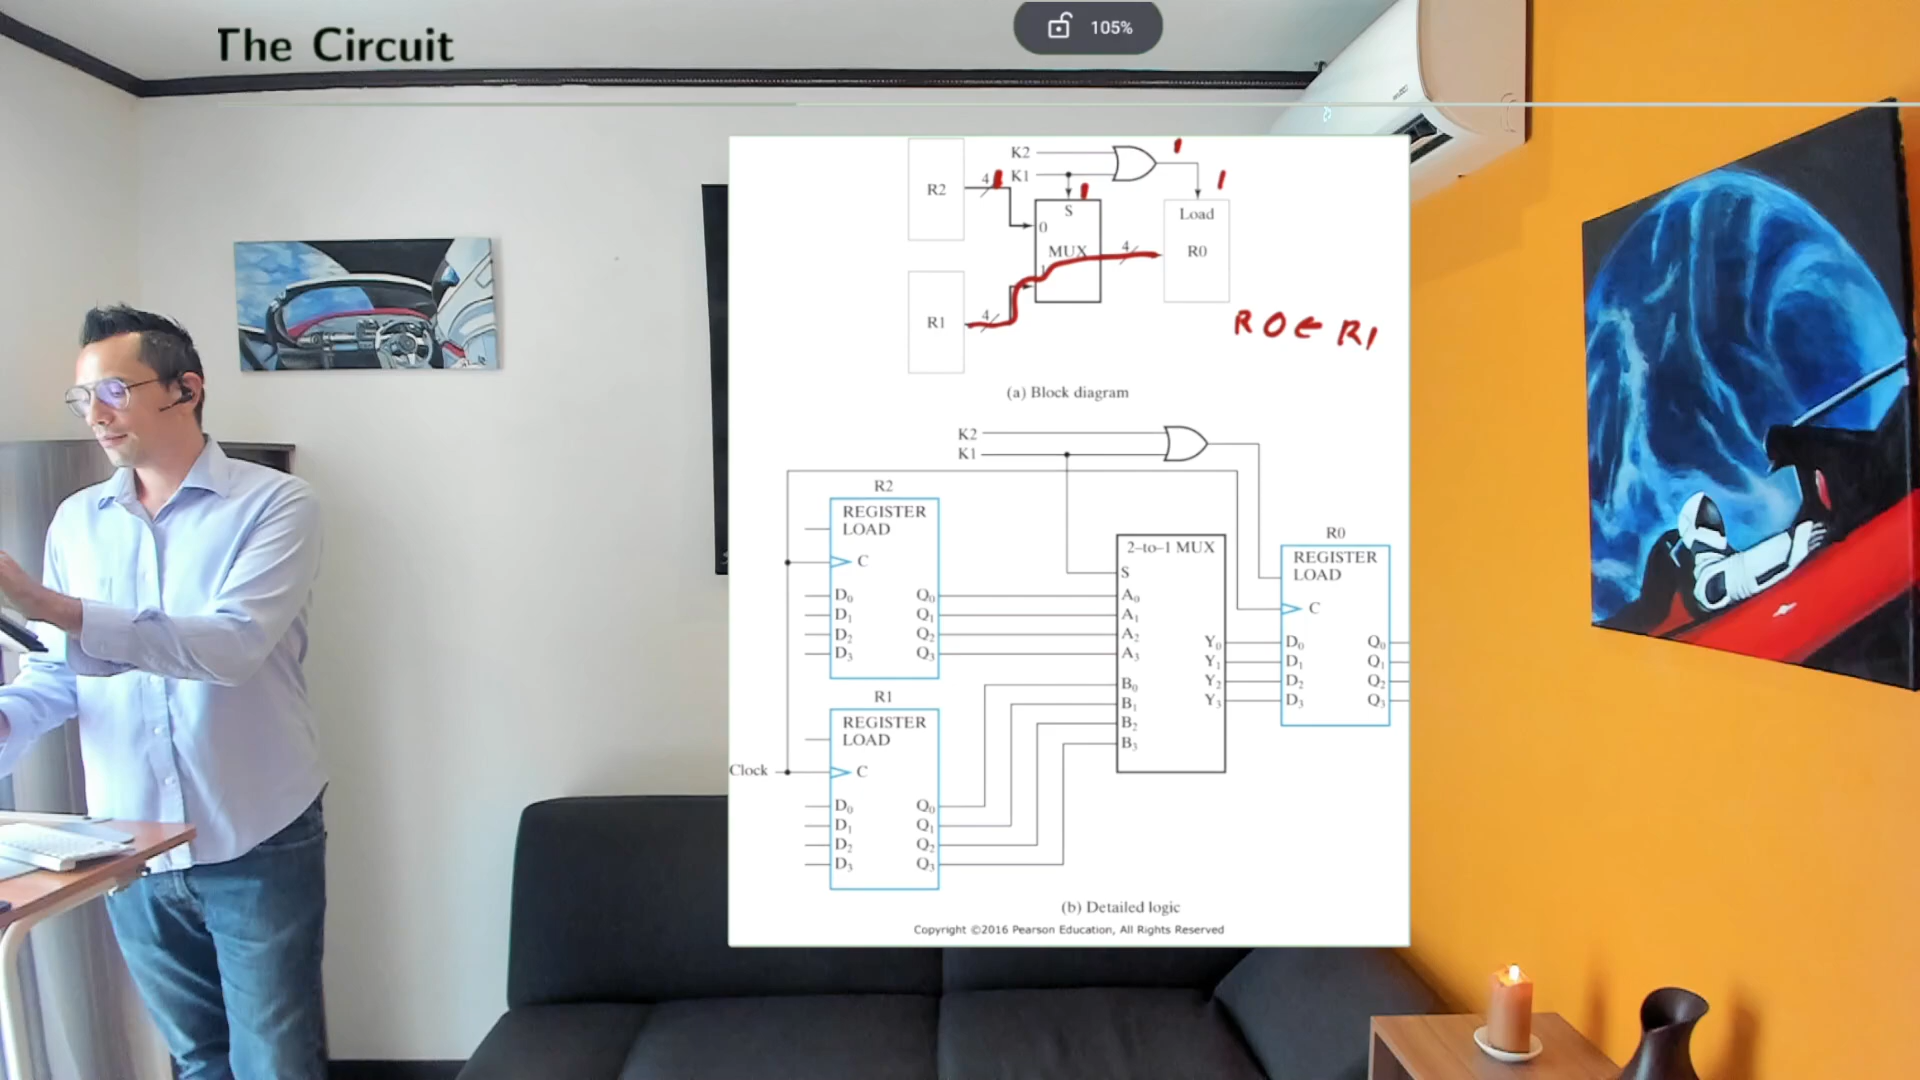 The Circuit
105%
K2
K1
1
1
1
1
4
R2
S
0
MUX
1
4
Load
R0
R1
4
R0 ← R1
(a) Block diagram
K2
K1
R2
REGISTER
LOAD
C
D0 Q0
D1 Q1
D2 Q2
D3 Q3
R1
REGISTER
LOAD
Clock
C
D0 Q0
D1 Q1
D2 Q2
D3 Q3
2–to–1 MUX
S
A0
A1
A2
A3
B0
B1
B2
B3
Y0
Y1
Y2
Y3
R0
REGISTER
LOAD
C
D0 Q0
D1 Q1
D2 Q2
D3 Q3
(b) Detailed logic
Copyright ©2016 Pearson Education, All Rights Reserved